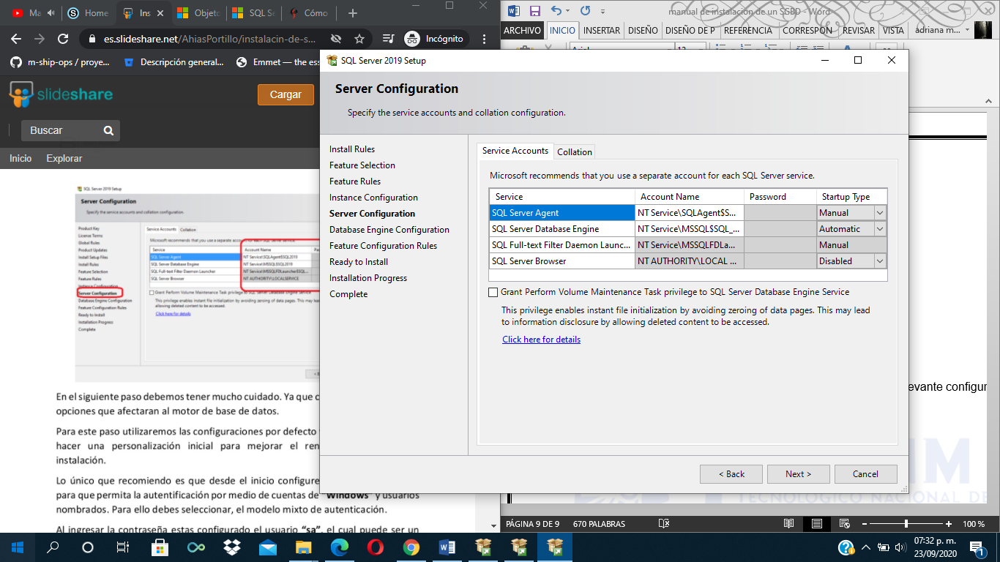 Ma
Home
Ins
Objeto
SQL Se
Cómo
es.slideshare.net/AhiasPortillo/instalacin-de-s...
Incógnito
m-ship-ops / proye...
Descripción general...
Emmet — the ess
slideshare
Cargar
Buscar
Inicio
Explorar
SQL Server 2019 Setup
Server Configuration
Specify the service accounts and collation configuration.
Product Key
License Terms
Global Rules
Product Updates
Install Setup Files
Install Rules
Feature Selection
Feature Rules
Instance Configuration
Server Configuration
Database Engine Configuration
Feature Configuration Rules
Ready to Install
Installation Progress
Complete
Service Accounts
Collation
Microsoft recommends that you use a separate account for each SQL Server service.
Service
Account Name
SQL Server Agent
NT Service\SQLAgent$SQL2019
SQL Server Database Engine
NT Service\MSSQL$SQL2019
SQL Full-text Filter Daemon Launcher
NT Service\MSSQLFDLauncher$SQL...
SQL Server Browser
NT AUTHORITY\LOCALSERVICE
Grant Perform Volume Maintenance Task privilege to SQL Server Database Engine Service
This privilege enables instant file initialization by avoiding zeroing of data pages. This may lead
allowing deleted content to be accessed.
Click here for details
En el siguiente paso debemos tener mucho cuidado. Ya que c
opciones que afectaran al motor de base de datos.
Para este paso utilizaremos las configuraciones por defecto
hacer una personalización inicial para mejorar el ren
instalación.
Lo único que recomiendo es que desde el inicio configure
para que permita la autentificación por medio de cuentas de "Windows" y usuarios
nombrados. Para ello debes seleccionar, el modelo mixto de autenticación.
Al ingresar la contraseña estas configurado el usuario "sa", el cual puede ser un
manual de instalación de un SGBD - Word
ARCHIVO
INICIO
INSERTAR
DISEÑO
DISEÑO DE P
REFERENCIA
CORRESPON
REVISAR
VISTA
adriana m...
Arial
12
SQL Server 2019 Setup
Server Configuration
Specify the service accounts and collation configuration.
Install Rules
Feature Selection
Feature Rules
Instance Configuration
Server Configuration
Database Engine Configuration
Feature Configuration Rules
Ready to Install
Installation Progress
Complete
Service Accounts
Collation
Microsoft recommends that you use a separate account for each SQL Server service.
Service Account Name Password Startup Type
SQL Server Agent NT Service\SQLAgent$S... Manual
SQL Server Database Engine NT Service\MSSQL$SQL_... Automatic
SQL Full-text Filter Daemon Launc... NT Service\MSSQLFDLa... Manual
SQL Server Browser NT AUTHORITY\LOCAL ... Disabled
Grant Perform Volume Maintenance Task privilege to SQL Server Database Engine Service
This privilege enables instant file initialization by avoiding zeroing of data pages. This may lead
to information disclosure by allowing deleted content to be accessed.
Click here for details
< Back
Next >
Cancel
evante configur
IM
TECNOLÓGICO NACIONAL DE
PÁGINA 9 DE 9
670 PALABRAS
100 %
07:32 p. m.
23/09/2020
1